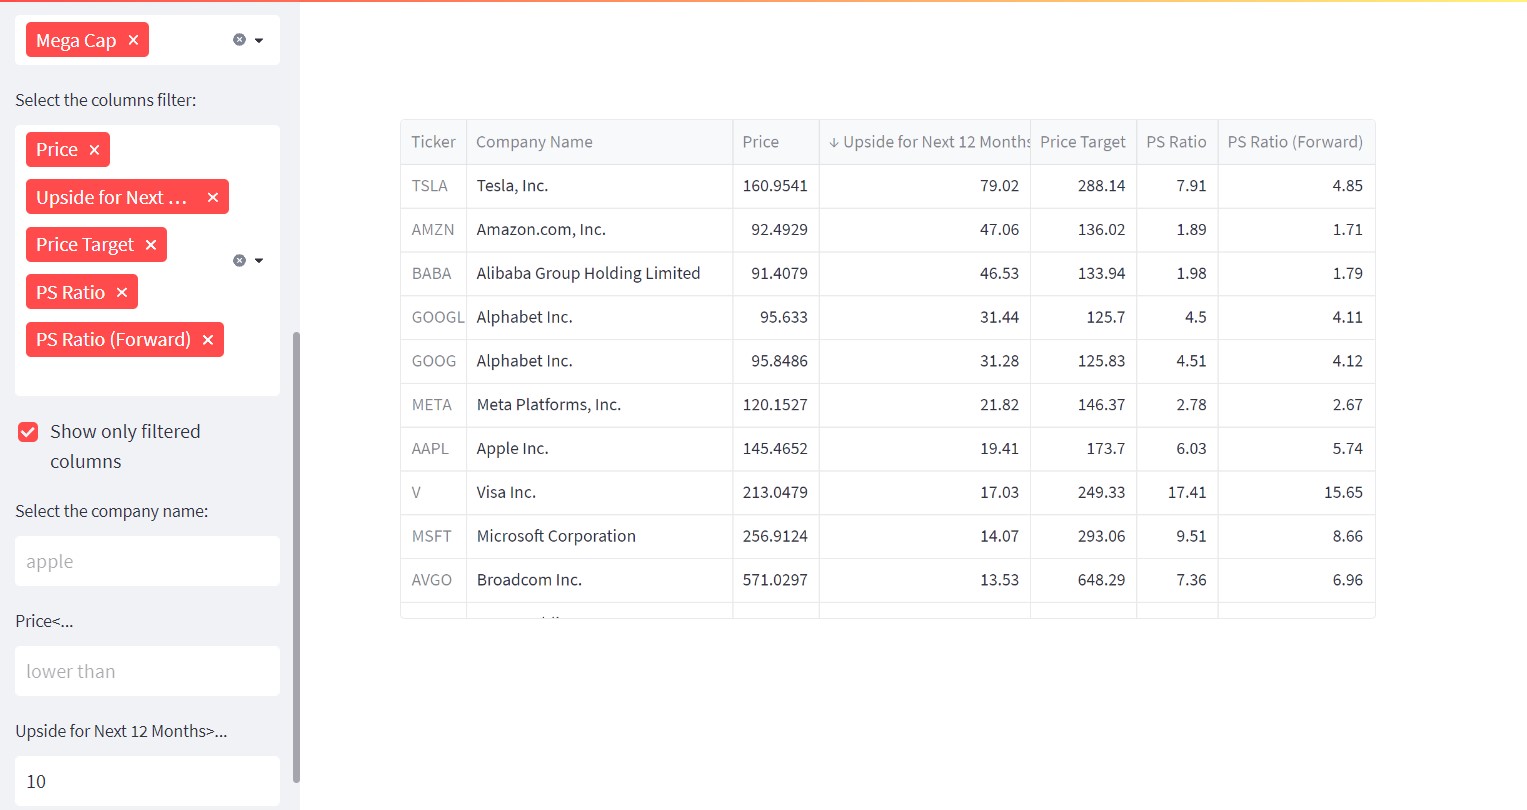 Mega Cap
Select the columns filter:
Price
Upside for Next ...
Price Target
PS Ratio
PS Ratio (Forward)
Show only filtered
columns
Select the company name:
apple
Price<...
lower than
Upside for Next 12 Months>...
10
Ticker Company Name Price ↓ Upside for Next 12 Months Price Target PS Ratio PS Ratio (Forward)
TSLA Tesla, Inc. 160.9541 79.02 288.14 7.91 4.85
AMZN Amazon.com, Inc. 92.4929 47.06 136.02 1.89 1.71
BABA Alibaba Group Holding Limited 91.4079 46.53 133.94 1.98 1.79
GOOGL Alphabet Inc. 95.633 31.44 125.7 4.5 4.11
GOOG Alphabet Inc. 95.8486 31.28 125.83 4.51 4.12
META Meta Platforms, Inc. 120.1527 21.82 146.37 2.78 2.67
AAPL Apple Inc. 145.4652 19.41 173.7 6.03 5.74
V Visa Inc. 213.0479 17.03 249.33 17.41 15.65
MSFT Microsoft Corporation 256.9124 14.07 293.06 9.51 8.66
AVGO Broadcom Inc. 571.0297 13.53 648.29 7.36 6.96